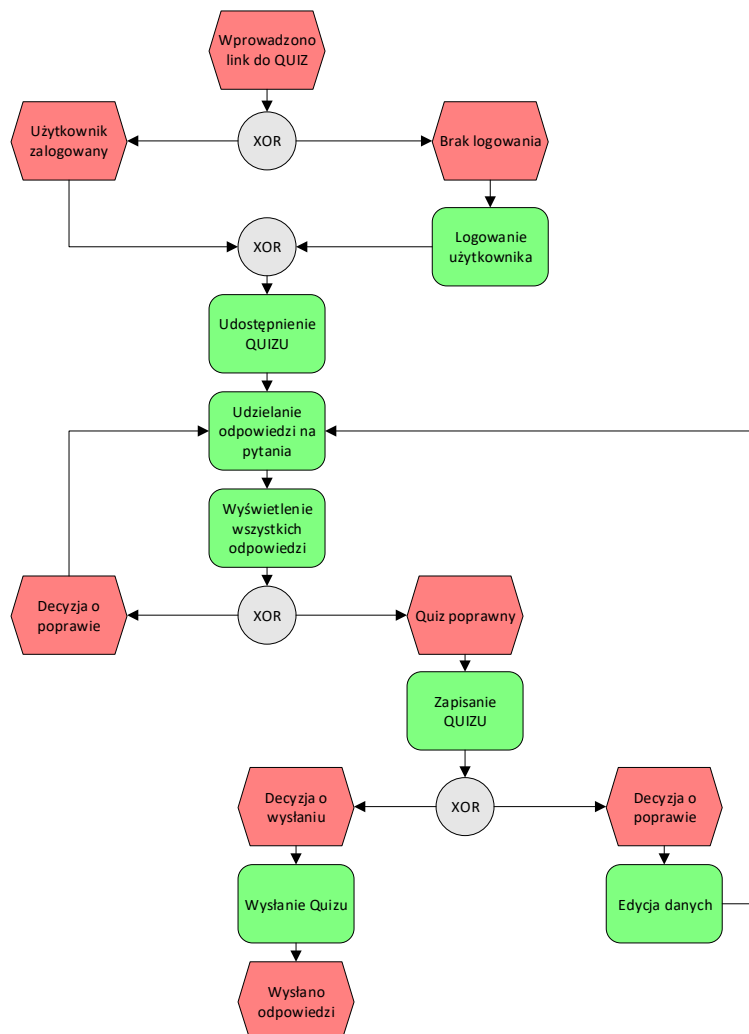 Wprowadzono
link do QUIZ
Użytkownik
zalogowany
XOR
Brak logowania
XOR
Logowanie
użytkownika
Udostępnienie
QUIZU
Udzielanie
odpowiedzi na
pytania
Wyświetlenie
wszystkich
odpowiedzi
Decyzja o
poprawie
XOR
Quiz poprawny
Zapisanie
QUIZU
Decyzja o
wysłaniu
XOR
Decyzja o
poprawie
Wysłanie Quizu
Edycja danych
Wysłano
odpowiedzi